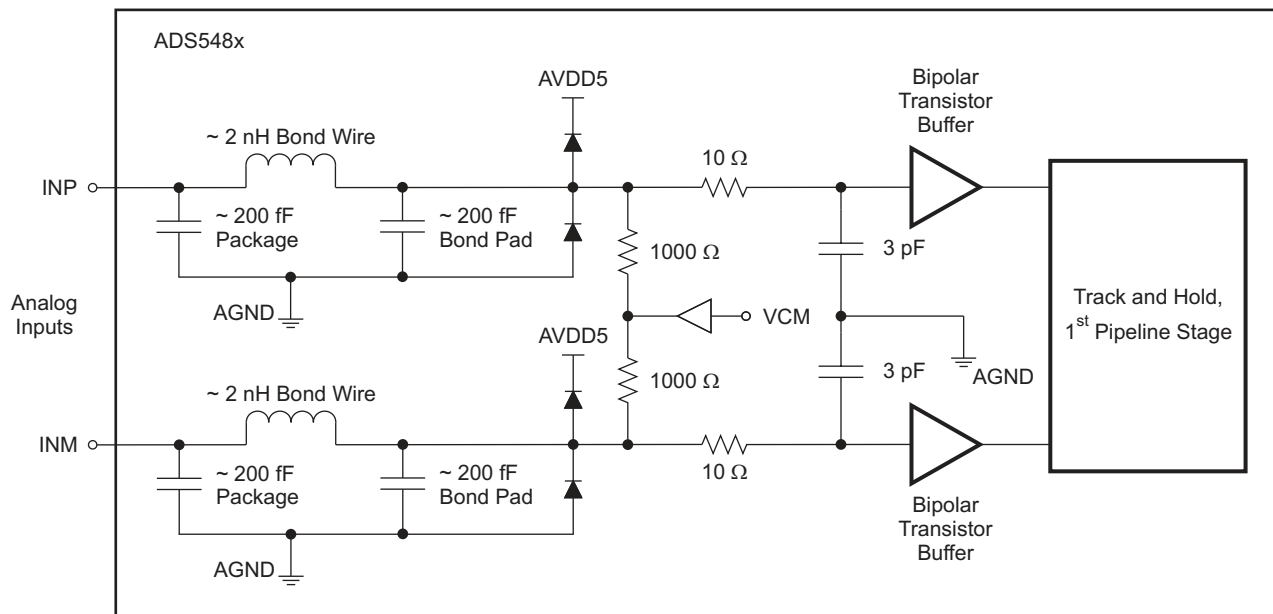 ADS548x
AVDD5
Bipolar
Transistor
Buffer
~ 2 nH Bond Wire
10 Ω
INP
~ 200 fF
Package
~ 200 fF
Bond Pad
1000 Ω
3 pF
AGND
Analog
Inputs
VCM
Track and Hold,
1st Pipeline Stage
AVDD5
1000 Ω
3 pF
AGND
~ 2 nH Bond Wire
INM
10 Ω
~ 200 fF
Package
~ 200 fF
Bond Pad
Bipolar
Transistor
Buffer
AGND